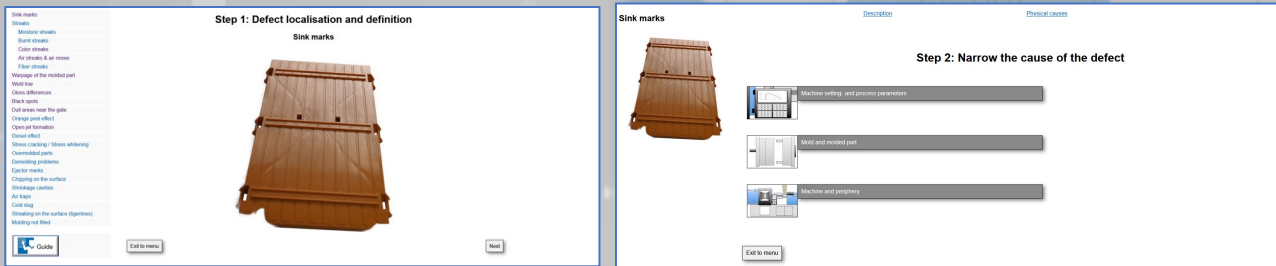 Sink marks
Streaks
Moisture streaks
Burnt streaks
Color streaks
Air streaks & air noses
Fiber streaks
Warpage of the molded part
Weld line
Gloss differences
Black spots
Dull areas near the gate
Orange peel effect
Open jet formation
Diesel effect
Stress cracking / Stress whitening
Overmolded parts
Demolding problems
Ejector marks
Chipping on the surface
Shrinkage cavities
Air traps
Cold slug
Streaking on the surface (tigerlines)
Molding not filled
Guide
Step 1: Defect localisation and definition
Sink marks
Exit to menu
Next
Sink marks
Description
Physical causes
Step 2: Narrow the cause of the defect
Machine setting- and process parameters
Mold and molded part
Machine and periphery
Exit to menu